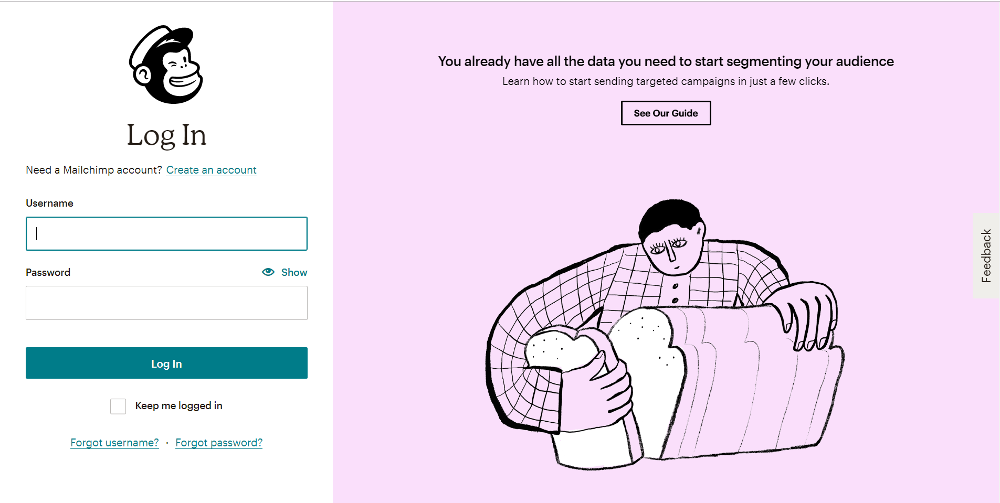 Log In
Need a Mailchimp account? Create an account
Username
Password Show
Log In
Keep me logged in
Forgot username? · Forgot password?
You already have all the data you need to start segmenting your audience
Learn how to start sending targeted campaigns in just a few clicks.
See Our Guide
Feedback